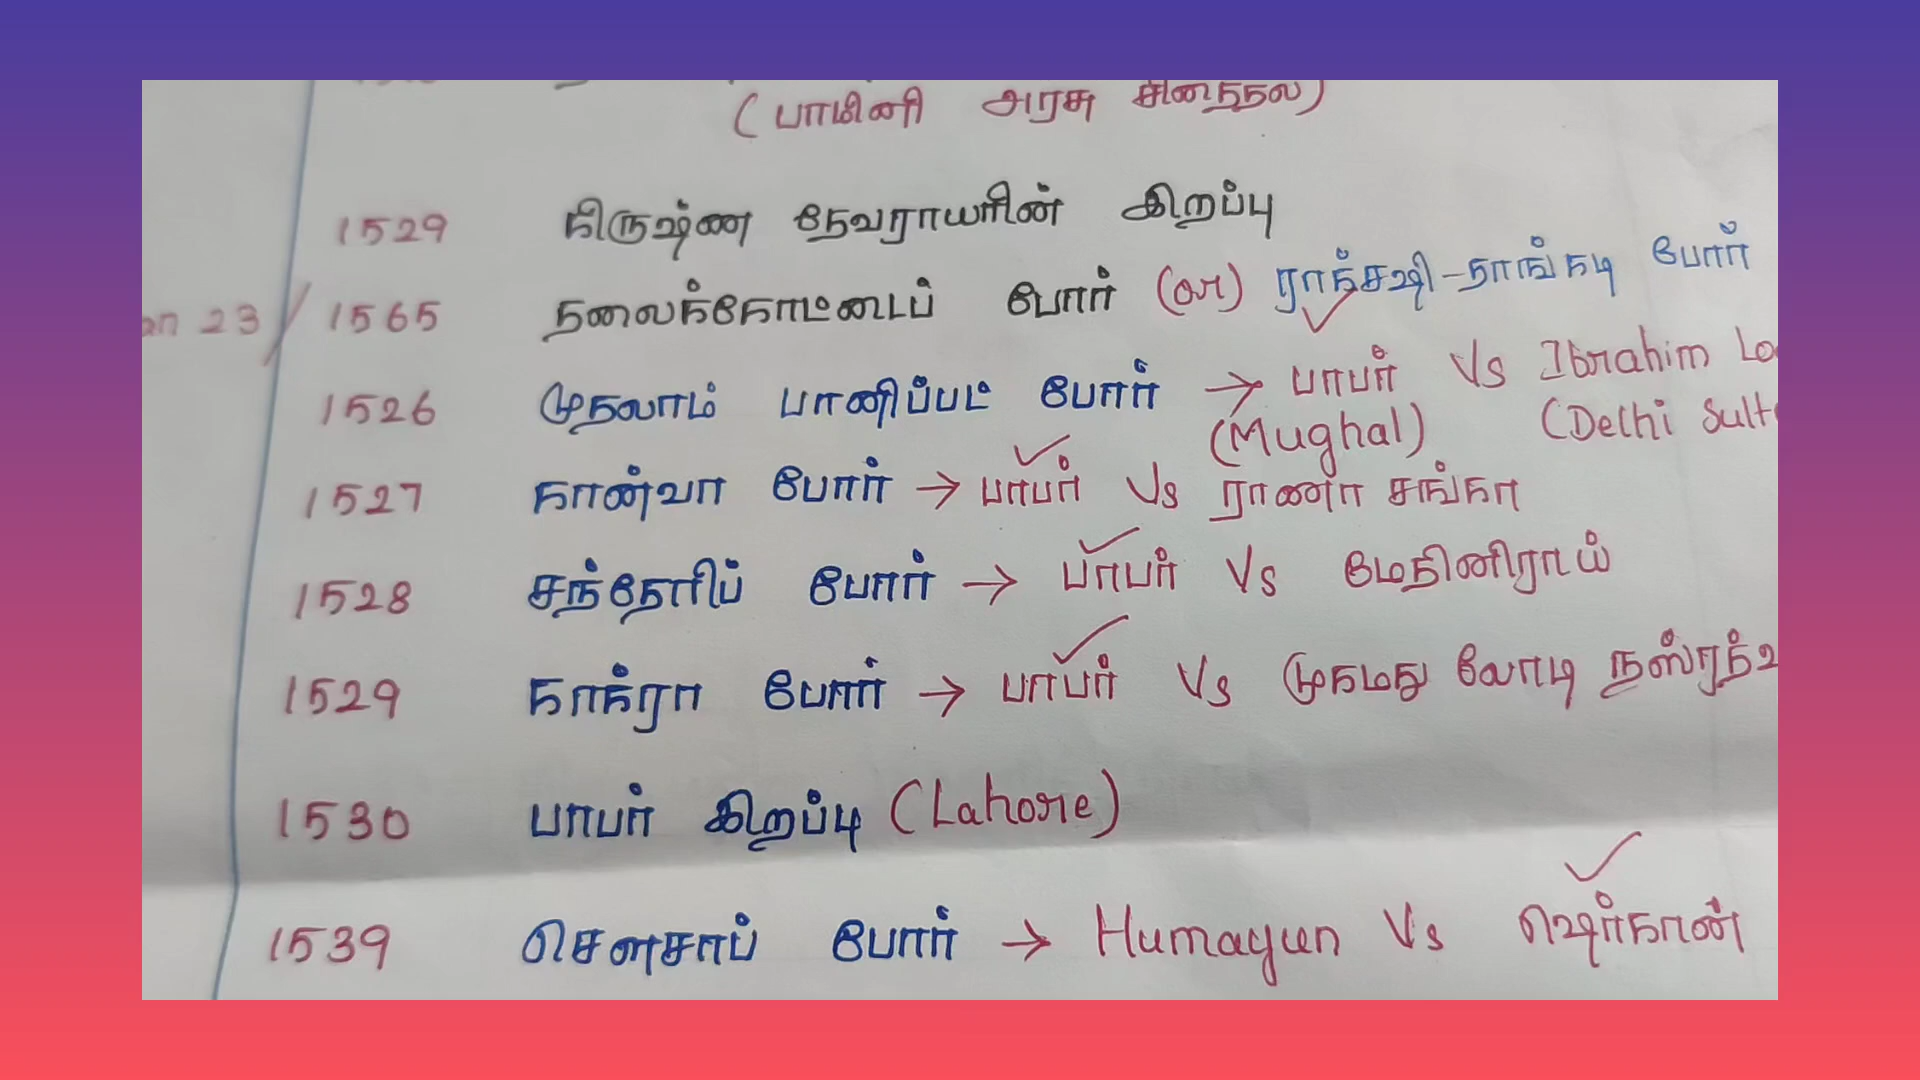 (பாமினி அரசு சிதைதல்)
1529 கிருஷ்ண தேவராயரின் இறப்பு
23 / 1565 தலைக்கோட்டைப் போர் (or) ராக்சஷி-தாங்கடி போர்
1526 முதலாம் பானிப்பட் போர் → பாபர் Vs Ibrahim Lo
(Mughal) (Delhi Sult
1527 கான்வா போர் → பாபர் Vs ராணா சங்கா
1528 சந்தேரிப் போர் → பாபர் Vs மேதினிராய்
1529 காக்ரா போர் → பாபர் Vs முகமது லோடி நஸ்ரத்
1530 பாபர் இறப்பு (Lahore)
1539 சௌசாப் போர் → Humayun Vs ஷெர்கான்